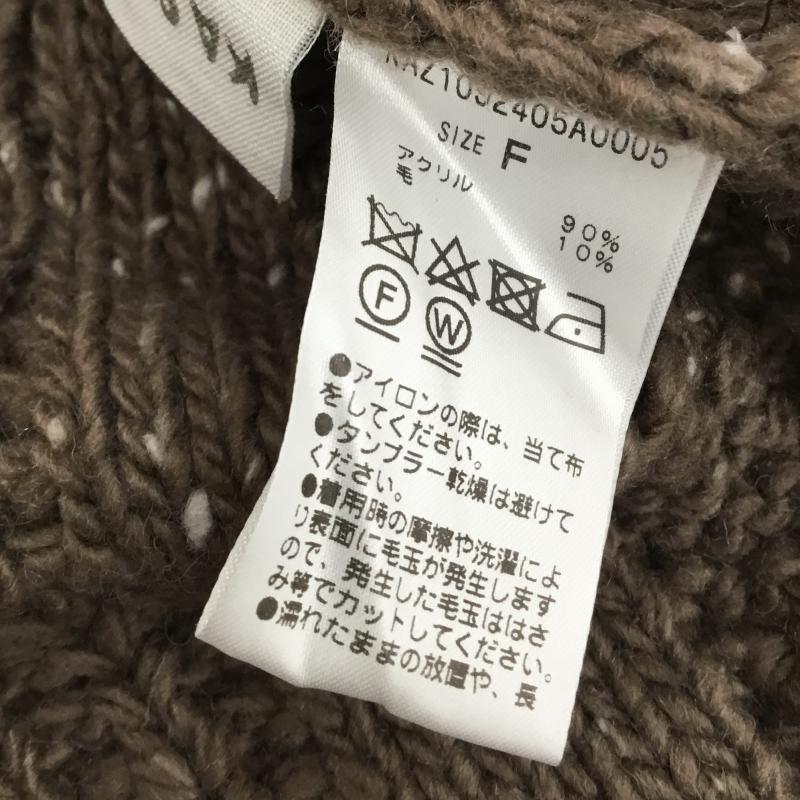 KAZ10J2405A0005
SIZE F
アクリル 90%
毛 10%
F
W
●アイロンの際は、当て布
をしてください。
●タンブラー乾燥は避けて
ください。
●着用時の摩擦や洗濯によ
り表面に毛玉が発生します
ので、発生した毛玉ははさ
み等でカットしてください。
●濡れたままの放置や、長